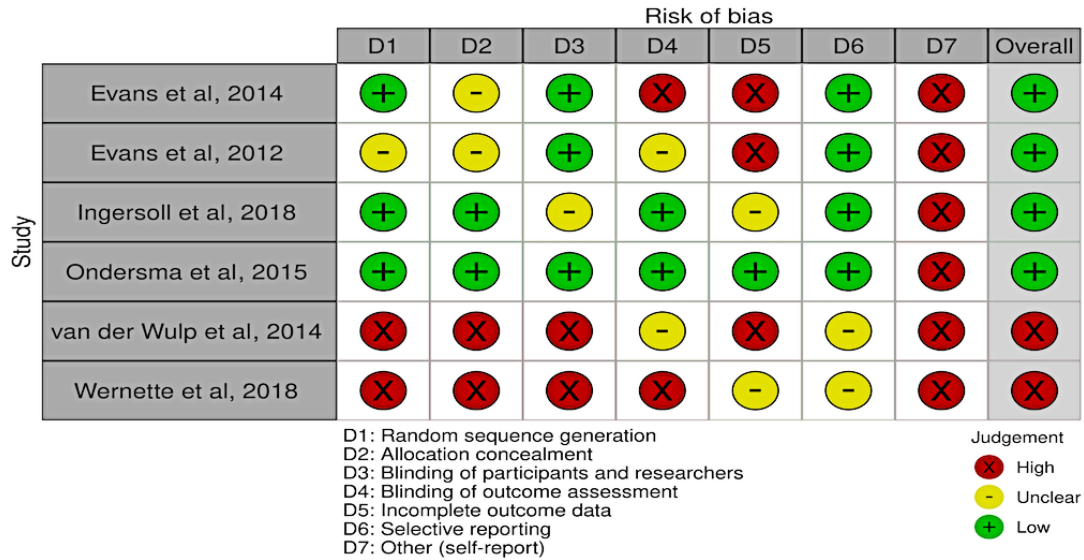 Risk of bias
D1 D2 D3 D4 D5 D6 D7 Overall
Study
Evans et al, 2014 + - + X X + X +
Evans et al, 2012 - - + - X + X +
Ingersoll et al, 2018 + + - + - + X +
Ondersma et al, 2015 + + + + + + X +
van der Wulp et al, 2014 X X X - X - X X
Wernette et al, 2018 X X X X - - X X
D1: Random sequence generation
D2: Allocation concealment
D3: Blinding of participants and researchers
D4: Blinding of outcome assessment
D5: Incomplete outcome data
D6: Selective reporting
D7: Other (self-report)
Judgement
X High
- Unclear
+ Low